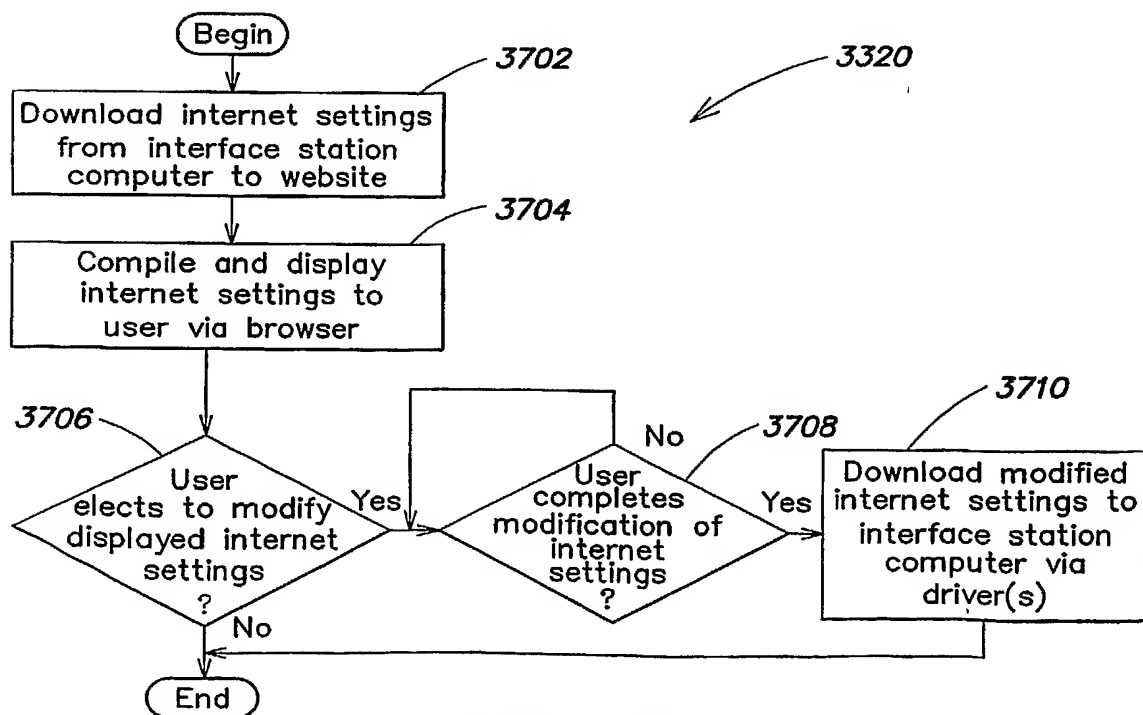 Begin
3702
3320
Download internet settings
from interface station
computer to website
3704
Compile and display
internet settings to
user via browser
3706
User
elects to modify
displayed internet
settings
?
Yes
No
3708
User
completes
modification of
internet
settings
?
No
Yes
3710
Download modified
internet settings to
interface station
computer via
driver(s)
End